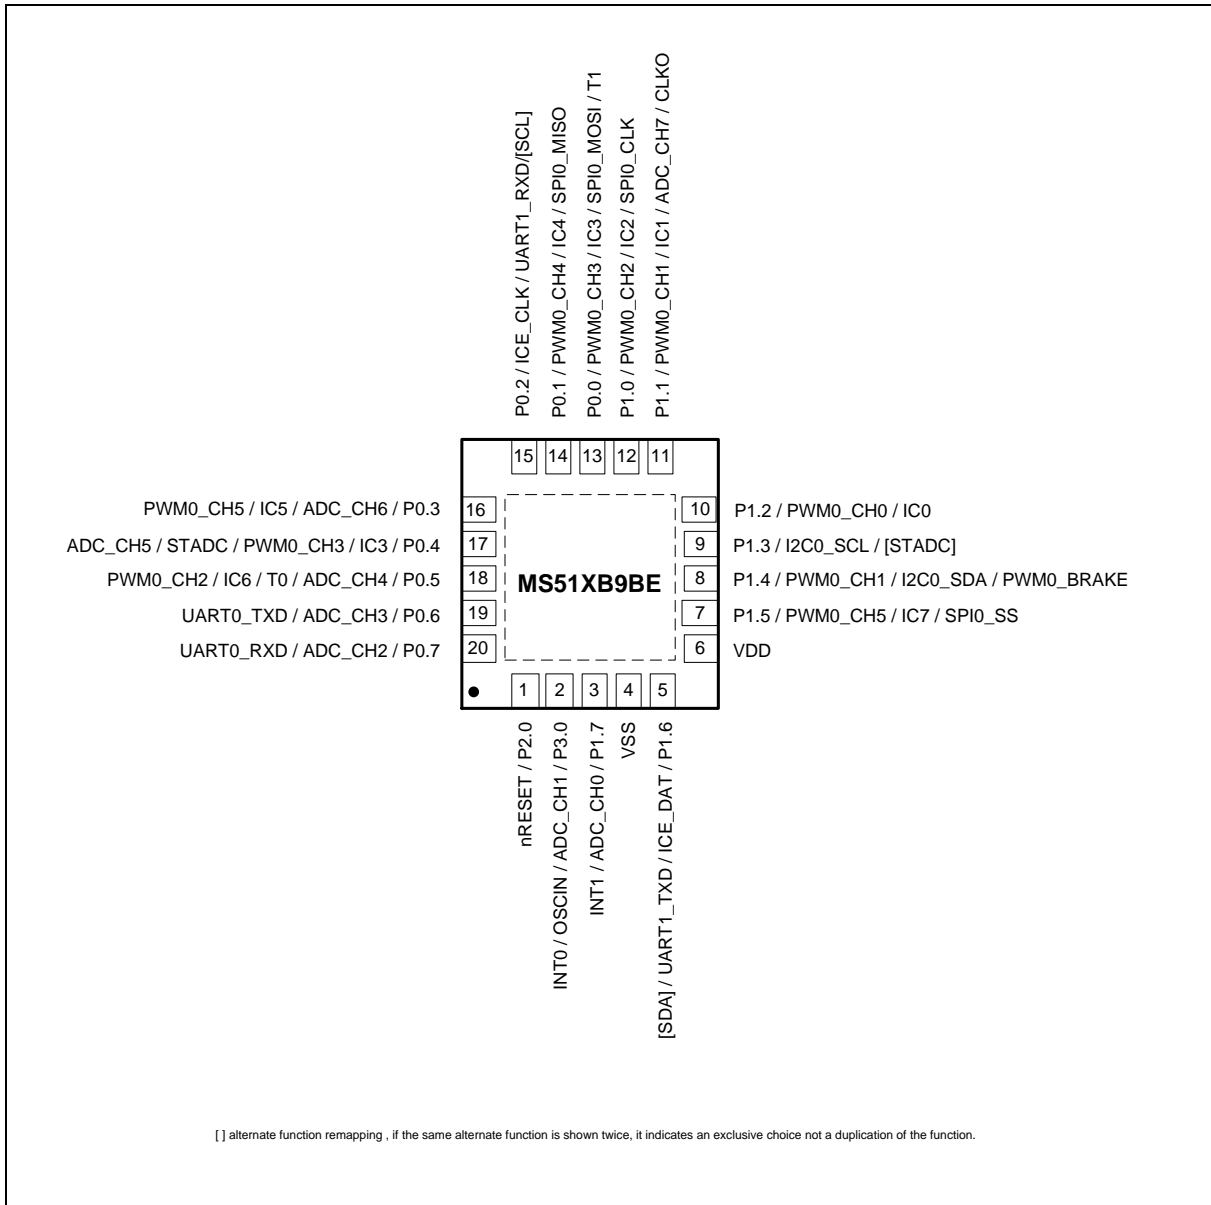 P0.2 / ICE_CLK / UART1_RXD/[SCL]
P0.1 / PWM0_CH4 / IC4 / SPI0_MISO
P0.0 / PWM0_CH3 / IC3 / SPI0_MOSI / T1
P1.0 / PWM0_CH2 / IC2 / SPI0_CLK
P1.1 / PWM0_CH1 / IC1 / ADC_CH7 / CLKO
15 14 13 12 11
PWM0_CH5 / IC5 / ADC_CH6 / P0.3 16
ADC_CH5 / STADC / PWM0_CH3 / IC3 / P0.4 17
PWM0_CH2 / IC6 / T0 / ADC_CH4 / P0.5 18
UART0_TXD / ADC_CH3 / P0.6 19
UART0_RXD / ADC_CH2 / P0.7 20
MS51XB9BE
10 P1.2 / PWM0_CH0 / IC0
9 P1.3 / I2C0_SCL / [STADC]
8 P1.4 / PWM0_CH1 / I2C0_SDA / PWM0_BRAKE
7 P1.5 / PWM0_CH5 / IC7 / SPI0_SS
6 VDD
1 2 3 4 5
nRESET / P2.0
INT0 / OSCIN / ADC_CH1 / P3.0
INT1 / ADC_CH0 / P1.7
VSS
[SDA] / UART1_TXD / ICE_DAT / P1.6
[ ] alternate function remapping , if the same alternate function is shown twice, it indicates an exclusive choice not a duplication of the function.